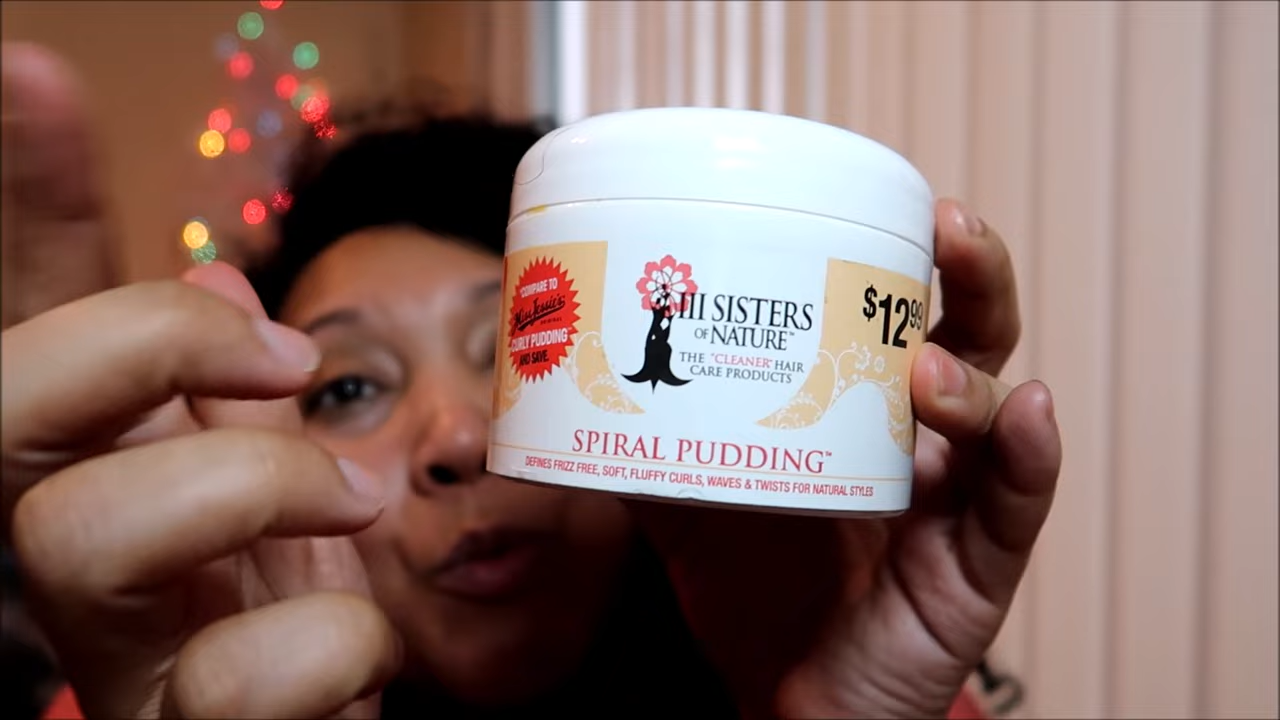 "COMPARE TO
Miss Jessie's
ORIGINAL
CURLY PUDDING"
AND SAVE.
III SISTERS
OF NATURE™
THE "CLEANER" HAIR
CARE PRODUCTS
$12.99
SPIRAL PUDDING™
DEFINES FRIZZ FREE, SOFT, FLUFFY CURLS, WAVES & TWISTS FOR NATURAL STYLES